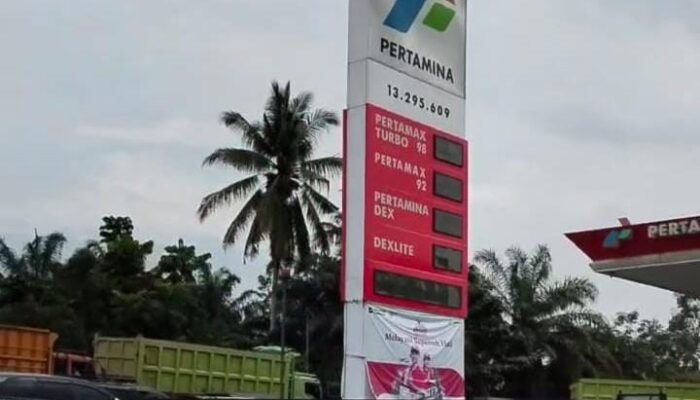 PERTAMINA
13.295.609
PERTAMAX
TURBO 98
PERTAMAX
92
PERTAMINA
DEX
DEXLITE
PERTA